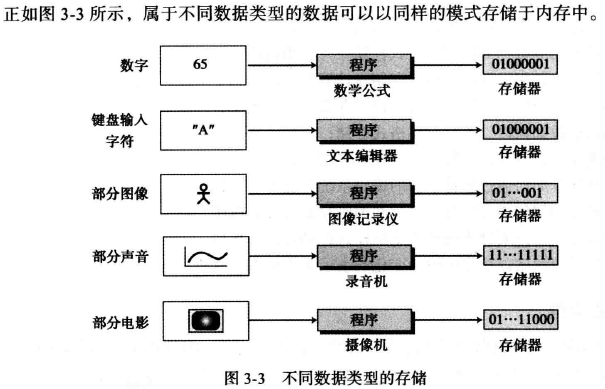 正如图 3-3 所示，属于不同数据类型的数据可以以同样的模式存储于内存中。
数字 65 程序 01000001
数学公式 存储器
键盘输入
字符 "A" 程序 01000001
文本编辑器 存储器
部分图像 程序 01…001
图像记录仪 存储器
部分声音 程序 11…11111
录音机 存储器
部分电影 程序 01…11000
摄像机 存储器
图 3-3 不同数据类型的存储